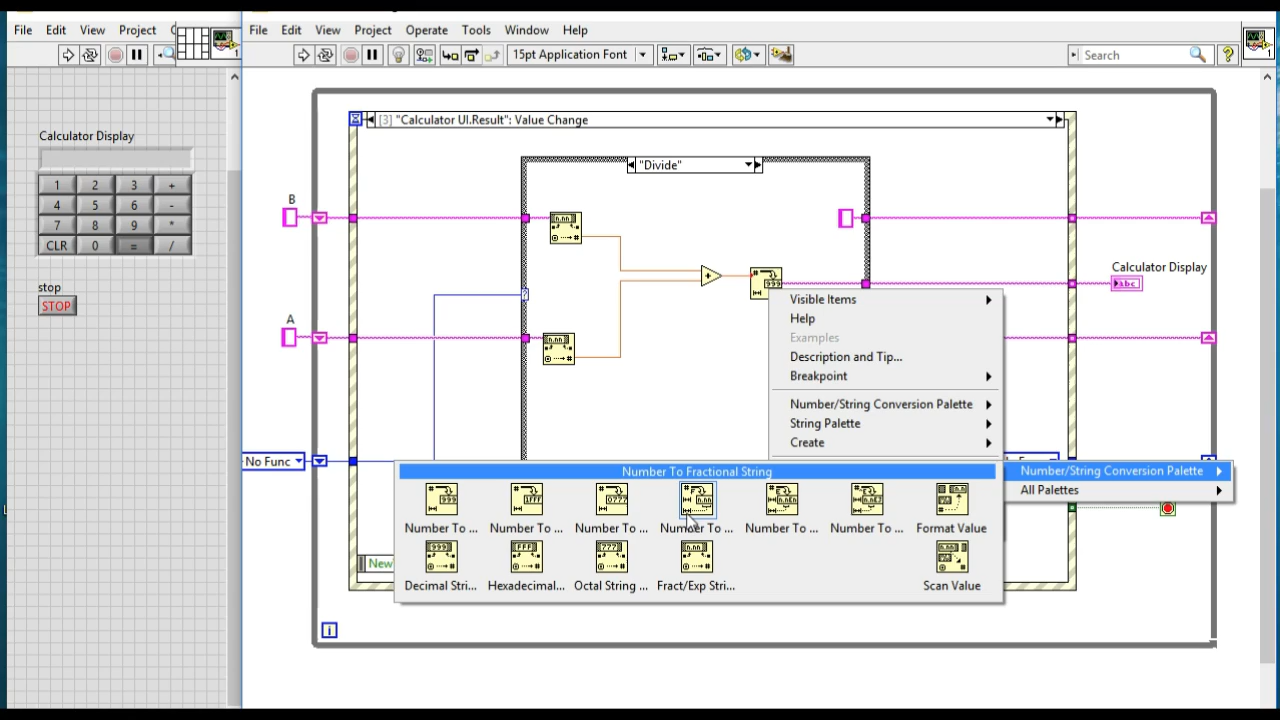 File Edit View Project
File Edit View Project Operate Tools Window Help
15pt Application Font
Search
?
[3] "Calculator UI.Result": Value Change
Calculator Display
"Divide"
1 2 3 +
4 5 6 -
7 8 9 *
CLR 0 = /
B
Calculator Display
abc
stop
STOP
A
999
Visible Items
Help
Examples
Description and Tip...
Breakpoint
Number/String Conversion Palette
String Palette
Create
No Func
Number/String Conversion Palette
All Palettes
Number To Fractional String
Number To ... Number To ... Number To ... Number To ... Number To ... Number To ... Format Value
Decimal Stri... Hexadecimal... Octal String ... Fract/Exp Stri... Scan Value
New
i